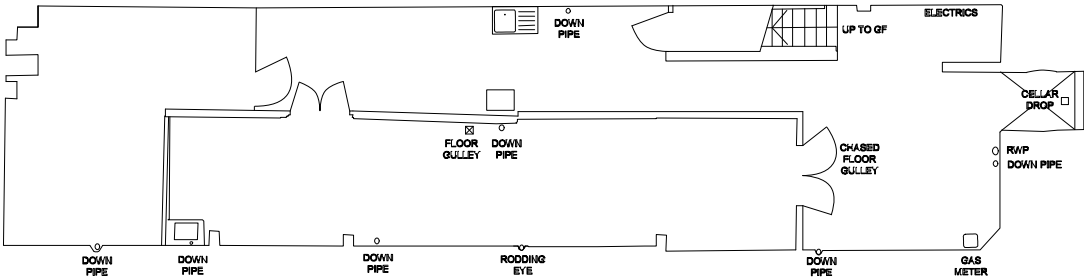 ELECTRICS
DOWN
PIPE
UP TO GF
CELLAR
DROP
FLOOR
GULLEY
DOWN
PIPE
CHASED
FLOOR
GULLEY
RWP
DOWN PIPE
DOWN
PIPE
DOWN
PIPE
DOWN
PIPE
RODDING
EYE
DOWN
PIPE
GAS
METER